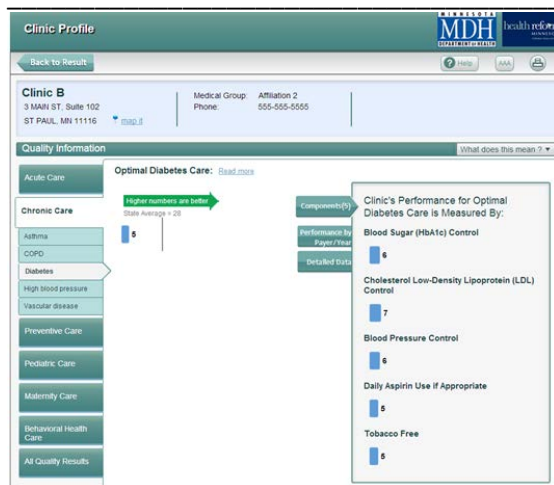 Clinic Profile
MINNESOTA
MDH
DEPARTMENT OF HEALTH
health reform
MINNESOTA
Back to Result
Help
AAA
Clinic B
3 MAIN ST, Suite 102
ST PAUL, MN 11116
map it
Medical Group: Affiliation 2
Phone: 555-555-5555
Quality Information
What does this mean ?
Acute Care
Chronic Care
Asthma
COPD
Diabetes
High blood pressure
Vascular disease
Preventive Care
Pediatric Care
Maternity Care
Behavioral Health
Care
All Quality Results
Optimal Diabetes Care: Read more
Higher numbers are better
State Average = 28
5
Components(5)
Performance by
Payer/Year
Detailed Data
Clinic's Performance for Optimal
Diabetes Care is Measured By:
Blood Sugar (HbA1c) Control
6
Cholesterol Low-Density Lipoprotein (LDL)
Control
7
Blood Pressure Control
6
Daily Aspirin Use if Appropriate
5
Tobacco Free
5